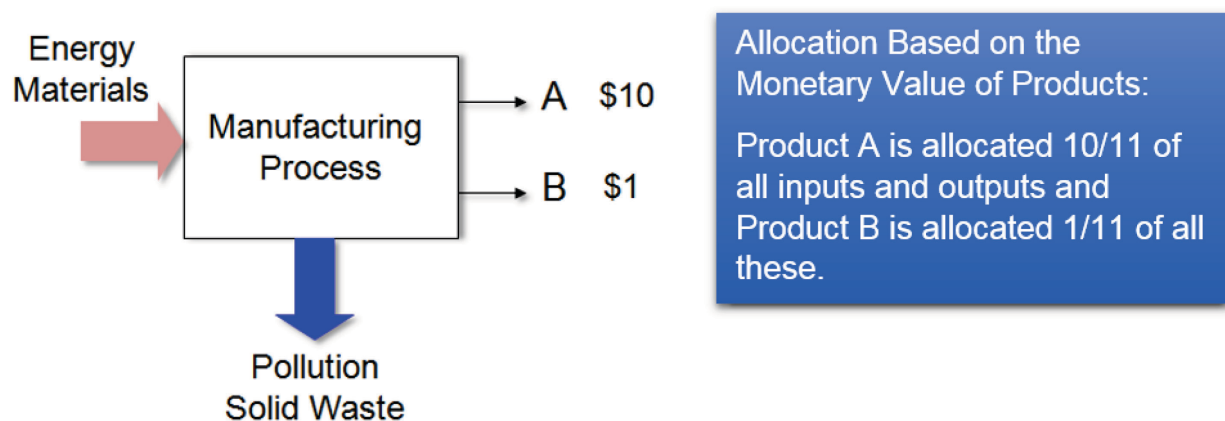 Energy
Materials
Manufacturing
Process
A $10
B $1
Pollution
Solid Waste
Allocation Based on the
Monetary Value of Products:
Product A is allocated 10/11 of
all inputs and outputs and
Product B is allocated 1/11 of all
these.